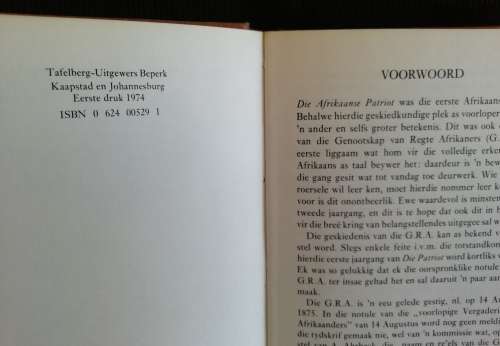 Tafelberg-Uitgewers Beperk
Kaapstad en Johannesburg
Eerste druk 1974
ISBN 0 624 00529 1
VOORWOORD
Die Afrikaanse Patriot was die eerste Afrikaan
Behalwe hierdie geskiedkundige plek as voorloper
'n ander en selfs groter betekenis. Dit was ook
van die Genootskap van Regte Afrikaners (G.
eerste liggaam wat hom vir die volledige erken
Afrikaans as taal beywer het: daardeur is 'n bewe
die gang gesit wat tot vandag toe deurwerk. Wie
roersele wil leer ken, moet hierdie nommer leer k
voor is dit onontbeerlik. Ewe waardevol is minsten
tweede jaargang, en dit is te hope dat ook dit in h
vir die breë kring van belangstellendes uitgegee sal w
Die geskiedenis van die G.R.A. kan as bekend v
stel word. Slegs enkele feite i.v.m. die totstandkom
hierdie eerste jaargang van Die Patriot word kortliks v
Ek was so gelukkig dat ek die oorspronklike notule
G.R.A. ter insae gehad het en sal daaruit 'n paar aan
maak.
Die G.R.A. is 'n eeu gelede gestig, nl. op 14 Au
1875. In die notule van die „voorlopige Vergaderi
Afrikaanders" van 14 Augustus word nog geen meldi
die tydskrif gemaak nie, wel van 'n kommissie wat